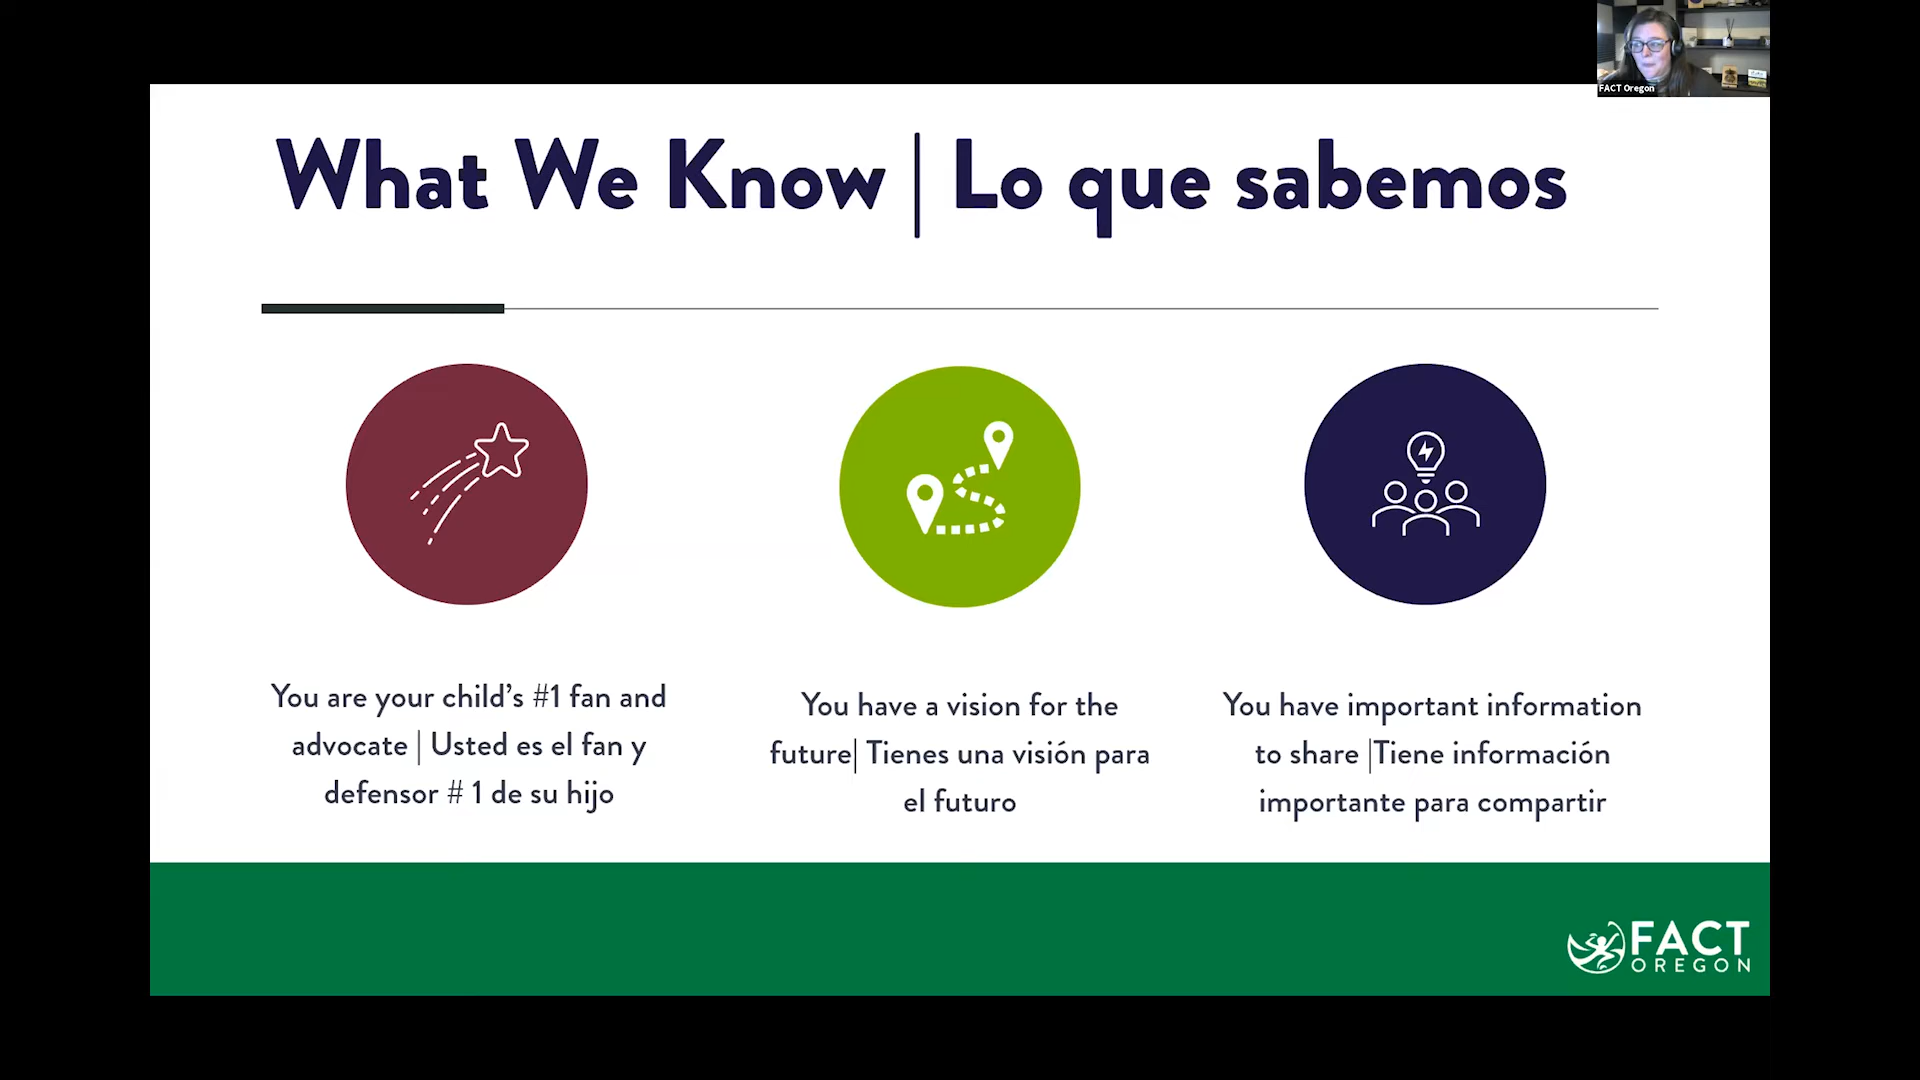 FACT Oregon
What We Know | Lo que sabemos
You are your child's #1 fan and
advocate | Usted es el fan y
defensor # 1 de su hijo
You have a vision for the
future| Tienes una visión para
el futuro
You have important information
to share |Tiene información
importante para compartir
FACT
OREGON